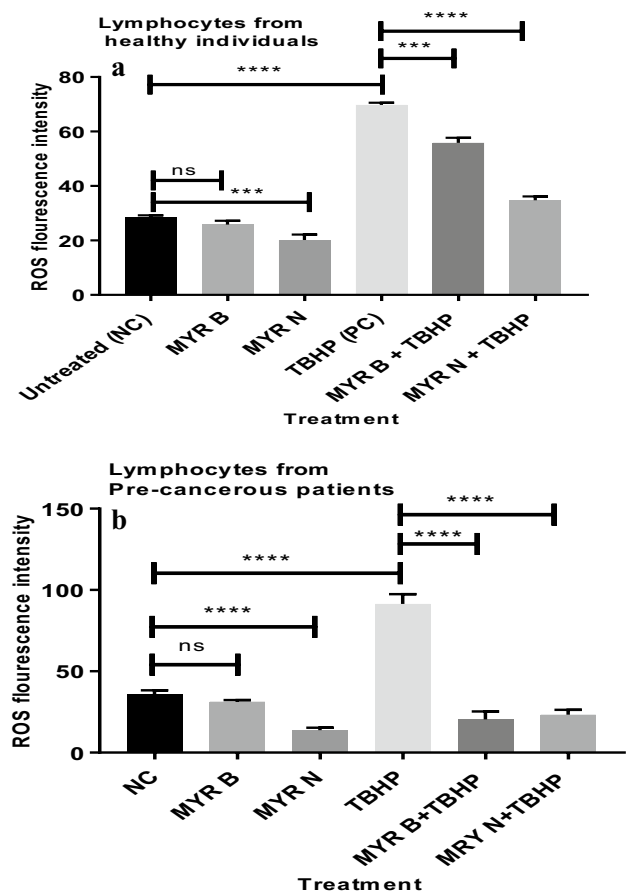 Lymphocytes from
healthy individuals
a
****
****
***
ns
***
80
60
40
20
0
ROS flourescence intensity
Untreated (NC)
MYR B
MYR N
TBHP (PC)
MYR B + TBHP
MYR N + TBHP
Treatment
Lymphocytes from
Pre-cancerous patients
b
****
****
****
****
ns
150
100
50
0
ROS flourescence intensity
NC
MYR B
MYR N
TBHP
MYR B+TBHP
MRY N+TBHP
Treatment